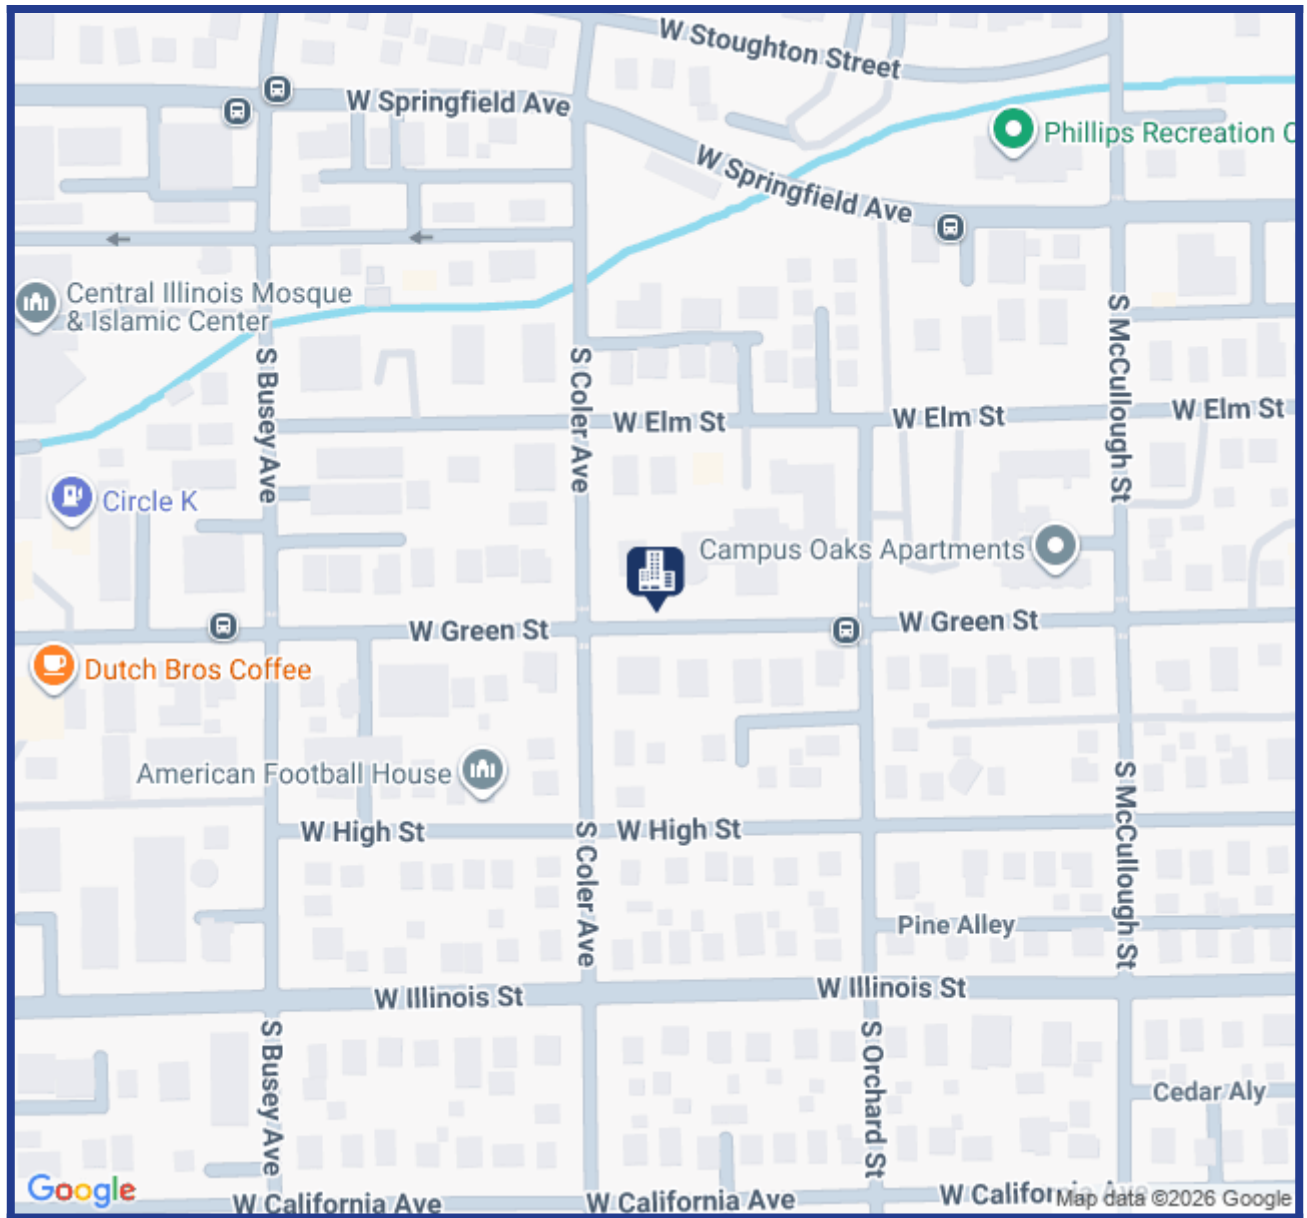 W Stoughton Street
W Springfield Ave
Phillips Recreation C
W Springfield Ave
Central Illinois Mosque
& Islamic Center
S McCullough St
S Busey Ave
S Coler Ave
W Elm St
W Elm St
W Elm St
Circle K
Campus Oaks Apartments
W Green St
W Green St
Dutch Bros Coffee
American Football House
S McCullough St
W High St
W High St
S Coler Ave
Pine Alley
W Illinois St
W Illinois St
S Busey Ave
S Orchard St
Cedar Aly
Google
W California Ave
W California Ave
W California Ave
Map data ©2026 Google